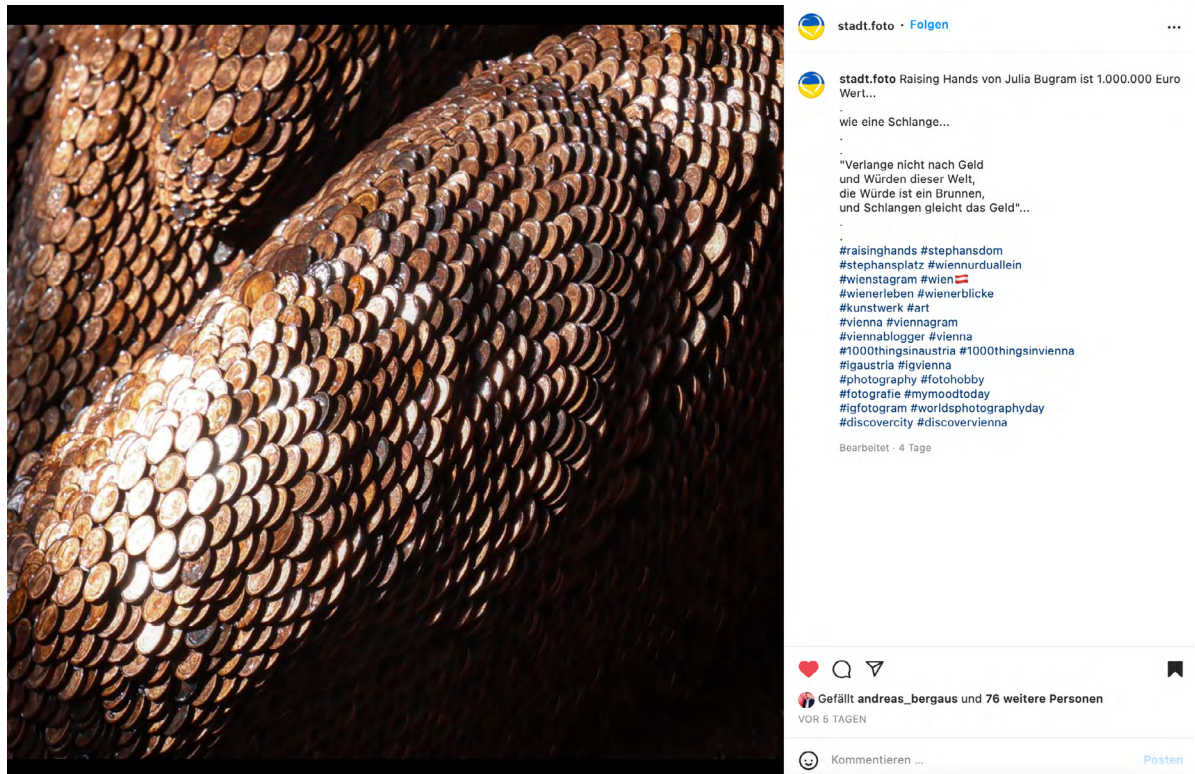 stadt.foto • Folgen
stadt.foto Raising Hands von Julia Bugram ist 1.000.000 Euro
Wert...
.
wie eine Schlange...
.
.
"Verlange nicht nach Geld
und Würden dieser Welt,
die Würde ist ein Brunnen,
und Schlangen gleicht das Geld"...
.
.
#raisinghands #stephansdom
#stephansplatz #wiennurduallein
#wienstagram #wien🇦🇹
#wienerleben #wienerblicke
#kunstwerk #art
#vienna #viennagram
#viennablogger #vienna
#1000thingsinaustria #1000thingsinvienna
#igaustria #igvienna
#photography #fotohobby
#fotografie #mymoodtoday
#igfotogram #worldsphotographyday
#discovercity #discovervienna
Bearbeitet · 4 Tage
Gefällt andreas_bergaus und 76 weitere Personen
VOR 5 TAGEN
Kommentieren ...
Posten